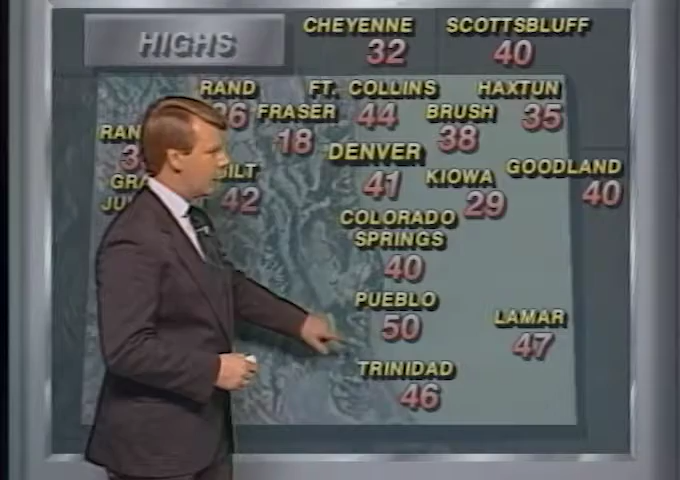 HIGHS
CHEYENNE
32
SCOTTSBLUFF
40
RAND
FT. COLLINS
44
HAXTUN
35
FRASER
18
BRUSH
38
RAN
DENVER
41
KIOWA
29
GOODLAND
40
42
COLORADO
SPRINGS
40
PUEBLO
50
LAMAR
47
TRINIDAD
46